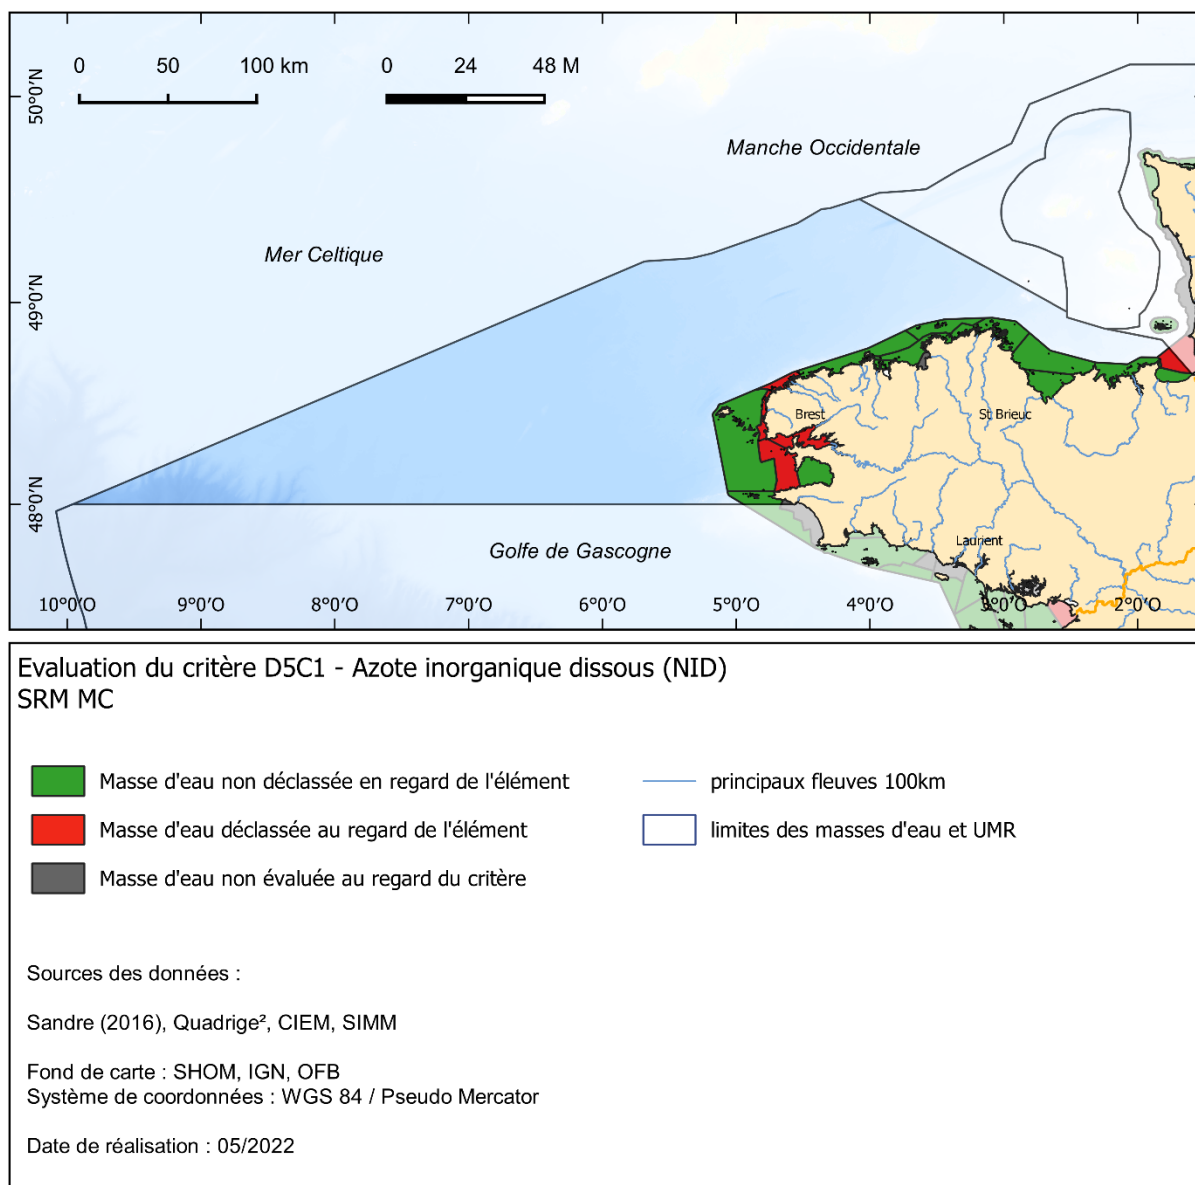 0 50 100 km 0 24 48 M
50°0'N
Manche Occidentale
Mer Celtique
49°0'N
Brest
St Brieuc
48°0'N
Laurient
Golfe de Gascogne
10°0'O 9°0'O 8°0'O 7°0'O 6°0'O 5°0'O 4°0'O 3°0'O 2°0'O
Evaluation du critère D5C1 - Azote inorganique dissous (NID)
SRM MC
Masse d'eau non déclassée en regard de l'élément
principaux fleuves 100km
Masse d'eau déclassée au regard de l'élément
limites des masses d'eau et UMR
Masse d'eau non évaluée au regard du critère
Sources des données :
Sandre (2016), Quadrige², CIEM, SIMM
Fond de carte : SHOM, IGN, OFB
Système de coordonnées : WGS 84 / Pseudo Mercator
Date de réalisation : 05/2022